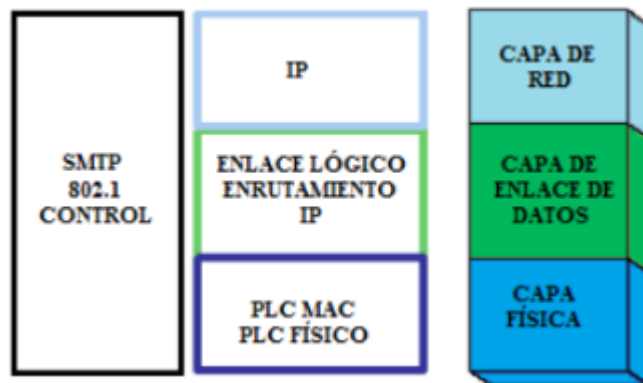 SMTP
802.1
CONTROL
IP
ENLACE LÓGICO
ENRUTAMIENTO
IP
PLC MAC
PLC FÍSICO
CAPA DE
RED
CAPA DE
ENLACE DE
DATOS
CAPA
FÍSICA